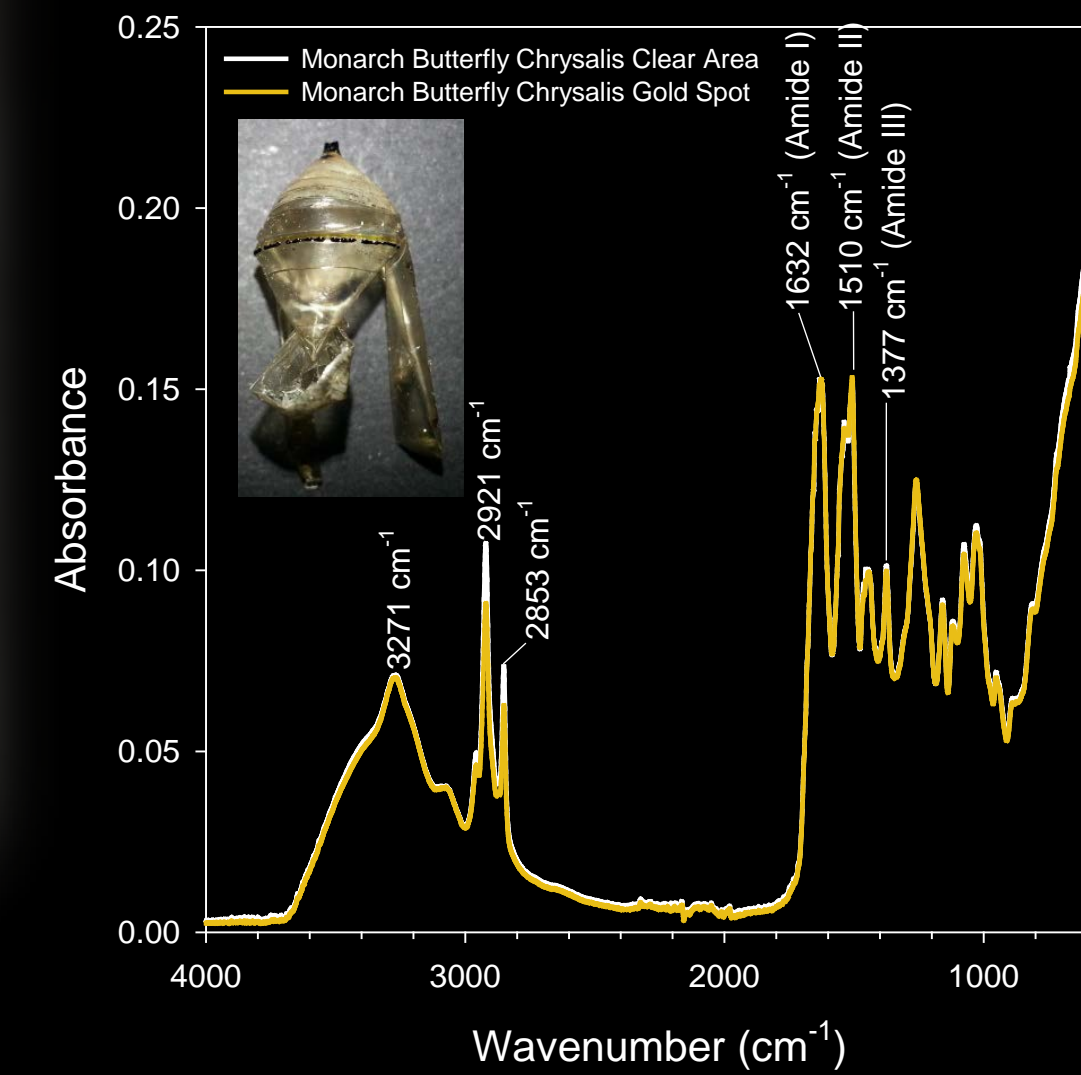 0.25
0.20
0.15
0.10
0.05
0.00
Absorbance
Monarch Butterfly Chrysalis Clear Area
Monarch Butterfly Chrysalis Gold Spot
3271 cm⁻¹
2921 cm⁻¹
2853 cm⁻¹
1632 cm⁻¹ (Amide I)
1510 cm⁻¹ (Amide II)
1377 cm⁻¹ (Amide III)
4000
3000
2000
1000
Wavenumber (cm⁻¹)